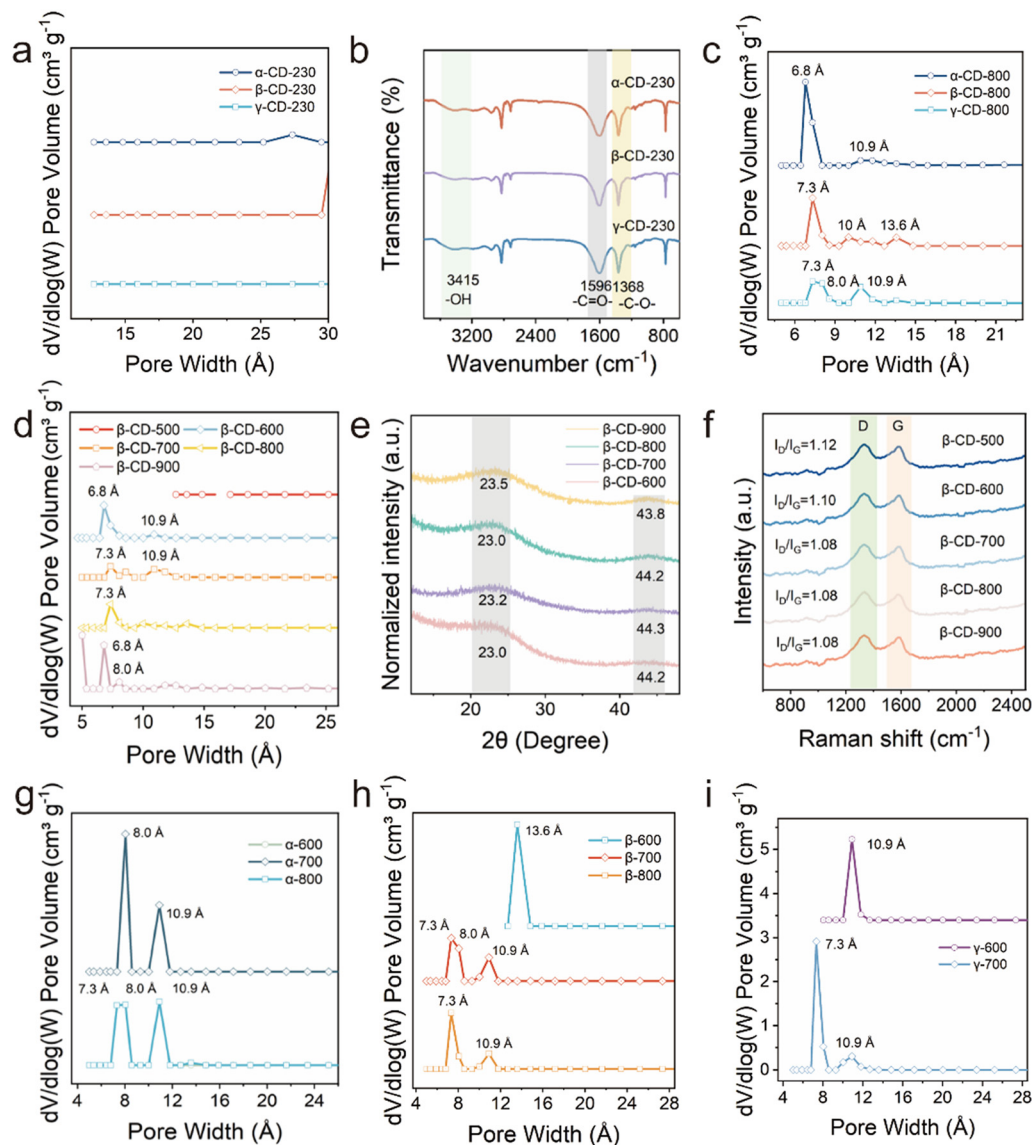 a
dV/dlog(W) Pore Volume (cm³ g⁻¹)
α-CD-230
β-CD-230
γ-CD-230
15 20 25 30
Pore Width (Å)
b
Transmittance (%)
α-CD-230
β-CD-230
γ-CD-230
3415
-OH
1596
-C=O-
1368
-C-O-
3200 2400 1600 800
Wavenumber (cm⁻¹)
c
dV/dlog(W) Pore Volume (cm³ g⁻¹)
α-CD-800
β-CD-800
γ-CD-800
6.8 Å
10.9 Å
7.3 Å
10 Å
13.6 Å
7.3 Å
8.0 Å
10.9 Å
6 9 12 15 18 21
Pore Width (Å)
d
dV/dlog(W) Pore Volume (cm³ g⁻¹)
β-CD-500 β-CD-600
β-CD-700 β-CD-800
β-CD-900
6.8 Å
10.9 Å
7.3 Å
10.9 Å
7.3 Å
6.8 Å
8.0 Å
5 10 15 20 25
Pore Width (Å)
e
Normalized intensity (a.u.)
β-CD-900
β-CD-800
β-CD-700
β-CD-600
23.5
43.8
23.0
44.2
23.2
44.3
23.0
44.2
20 30 40
2θ (Degree)
f
Intensity (a.u.)
D G
I_D/I_G=1.12 β-CD-500
I_D/I_G=1.10 β-CD-600
I_D/I_G=1.08 β-CD-700
I_D/I_G=1.08 β-CD-800
I_D/I_G=1.08 β-CD-900
800 1200 1600 2000 2400
Raman shift (cm⁻¹)
g
dV/dlog(W) Pore Volume (cm³ g⁻¹)
α-600
α-700
α-800
8.0 Å
10.9 Å
7.3 Å 8.0 Å 10.9 Å
4 8 12 16 20 24
Pore Width (Å)
h
dV/dlog(W) Pore Volume (cm³ g⁻¹)
β-600
β-700
β-800
13.6 Å
7.3 Å
8.0 Å
10.9 Å
7.3 Å
10.9 Å
4 8 12 16 20 24 28
Pore Width (Å)
i
dV/dlog(W) Pore Volume (cm³ g⁻¹)
5
4
3
2
1
0
10.9 Å
γ-600
γ-700
7.3 Å
10.9 Å
4 8 12 16 20 24 28
Pore Width (Å)